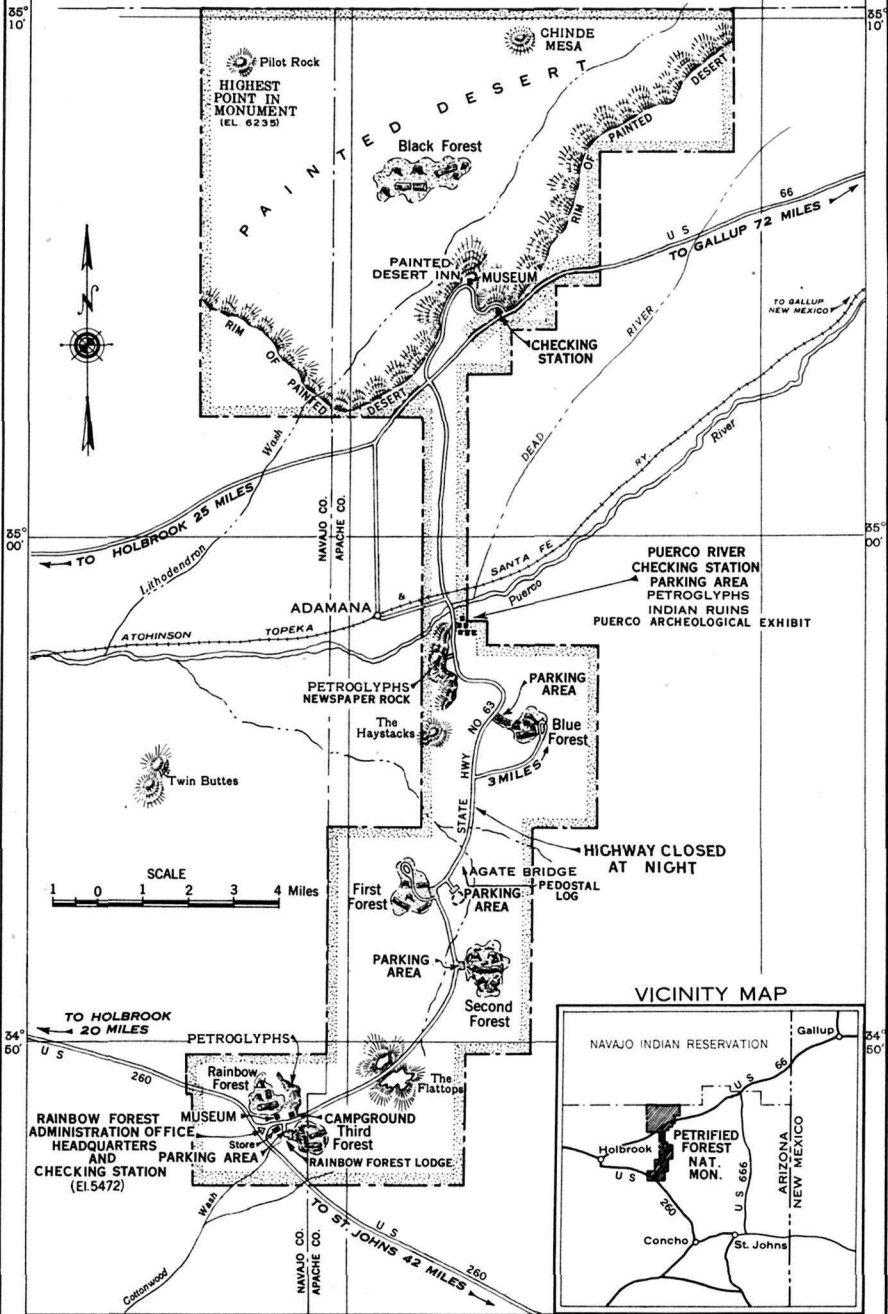 35°
10'
35°
10'
Pilot Rock
HIGHEST
POINT IN
MONUMENT
(EL. 6235)
CHINDE
MESA
PAINTED DESERT
Black Forest
RIM OF PAINTED DESERT
N
PAINTED
DESERT INN
MUSEUM
US 66
TO GALLUP 72 MILES
TO GALLUP
NEW MEXICO
CHECKING
STATION
RIM OF PAINTED DESERT
DEAD RIVER
Wash
Lithodendron
TO HOLBROOK 25 MILES
NAVAJO CO.
APACHE CO.
River
Puerco
35°
00'
35°
00'
ATOHINSON TOPEKA & SANTA FE RY.
ADAMANA
PUERCO RIVER
CHECKING STATION
PARKING AREA
PETROGLYPHS
INDIAN RUINS
PUERCO ARCHEOLOGICAL EXHIBIT
PETROGLYPHS
NEWSPAPER ROCK
PARKING
AREA
The
Haystacks
Blue
Forest
3 MILES
STATE HWY NO 63
Twin Buttes
HIGHWAY CLOSED
AT NIGHT
SCALE
1 0 1 2 3 4 Miles
First
Forest
AGATE BRIDGE
PARKING
AREA
PEDOSTAL
LOG
PARKING
AREA
Second
Forest
TO HOLBROOK
20 MILES
34°
50'
34°
50'
US 260
PETROGLYPHS
Rainbow
Forest
The
Flattops
MUSEUM
CAMPGROUND
Third
Forest
RAINBOW FOREST
ADMINISTRATION OFFICE
HEADQUARTERS
AND
CHECKING STATION
(El.5472)
Store
PARKING AREA
RAINBOW FOREST LODGE
Cottonwood Wash
NAVAJO CO.
APACHE CO.
TO ST. JOHNS 42 MILES
US 260
VICINITY MAP
NAVAJO INDIAN RESERVATION
Gallup
US 66
Holbrook
PETRIFIED
FOREST
NAT.
MON.
US 260
US 666
ARIZONA
NEW MEXICO
Concho
St. Johns